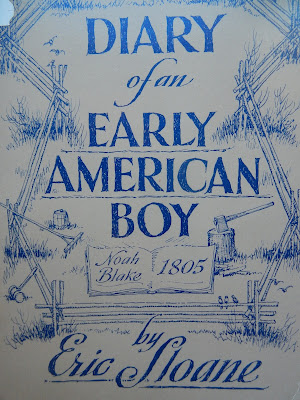 DIARY
of an
EARLY
AMERICAN
BOY
Noah
Blake 1805
by
Eric Sloane